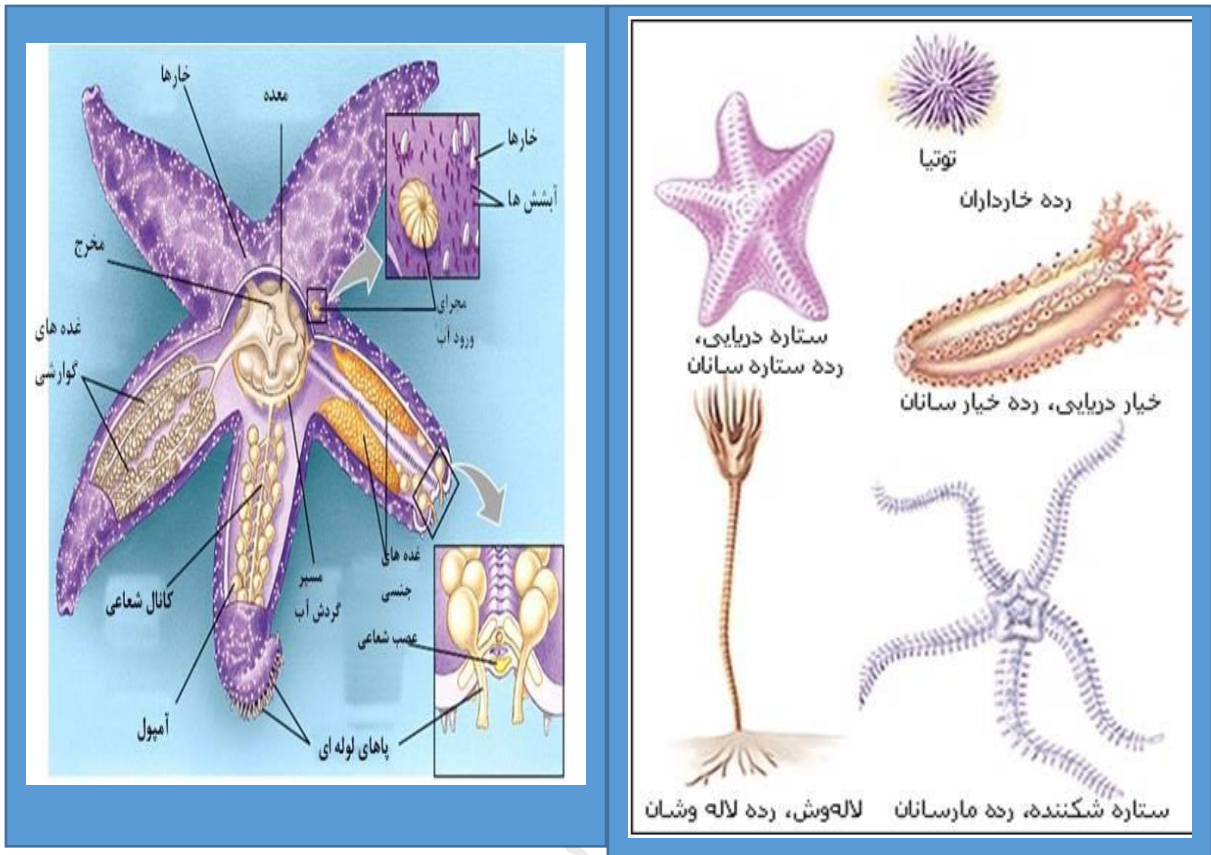 خارها
معده
خارها
آبشش ها
مخرج
مجرای
ورود آب
غده های
گوارشی
غده های
جنسی
مسیر
گردش آب
کانال شعاعی
عصب شعاعی
آمپول
پاهای لوله ای
توتیا
رده خارداران
ستاره دریایی،
رده ستاره سانان
خیار دریایی، رده خیار سانان
لاله‌وش، رده لاله وشان
ستاره شکننده، رده مارسانان